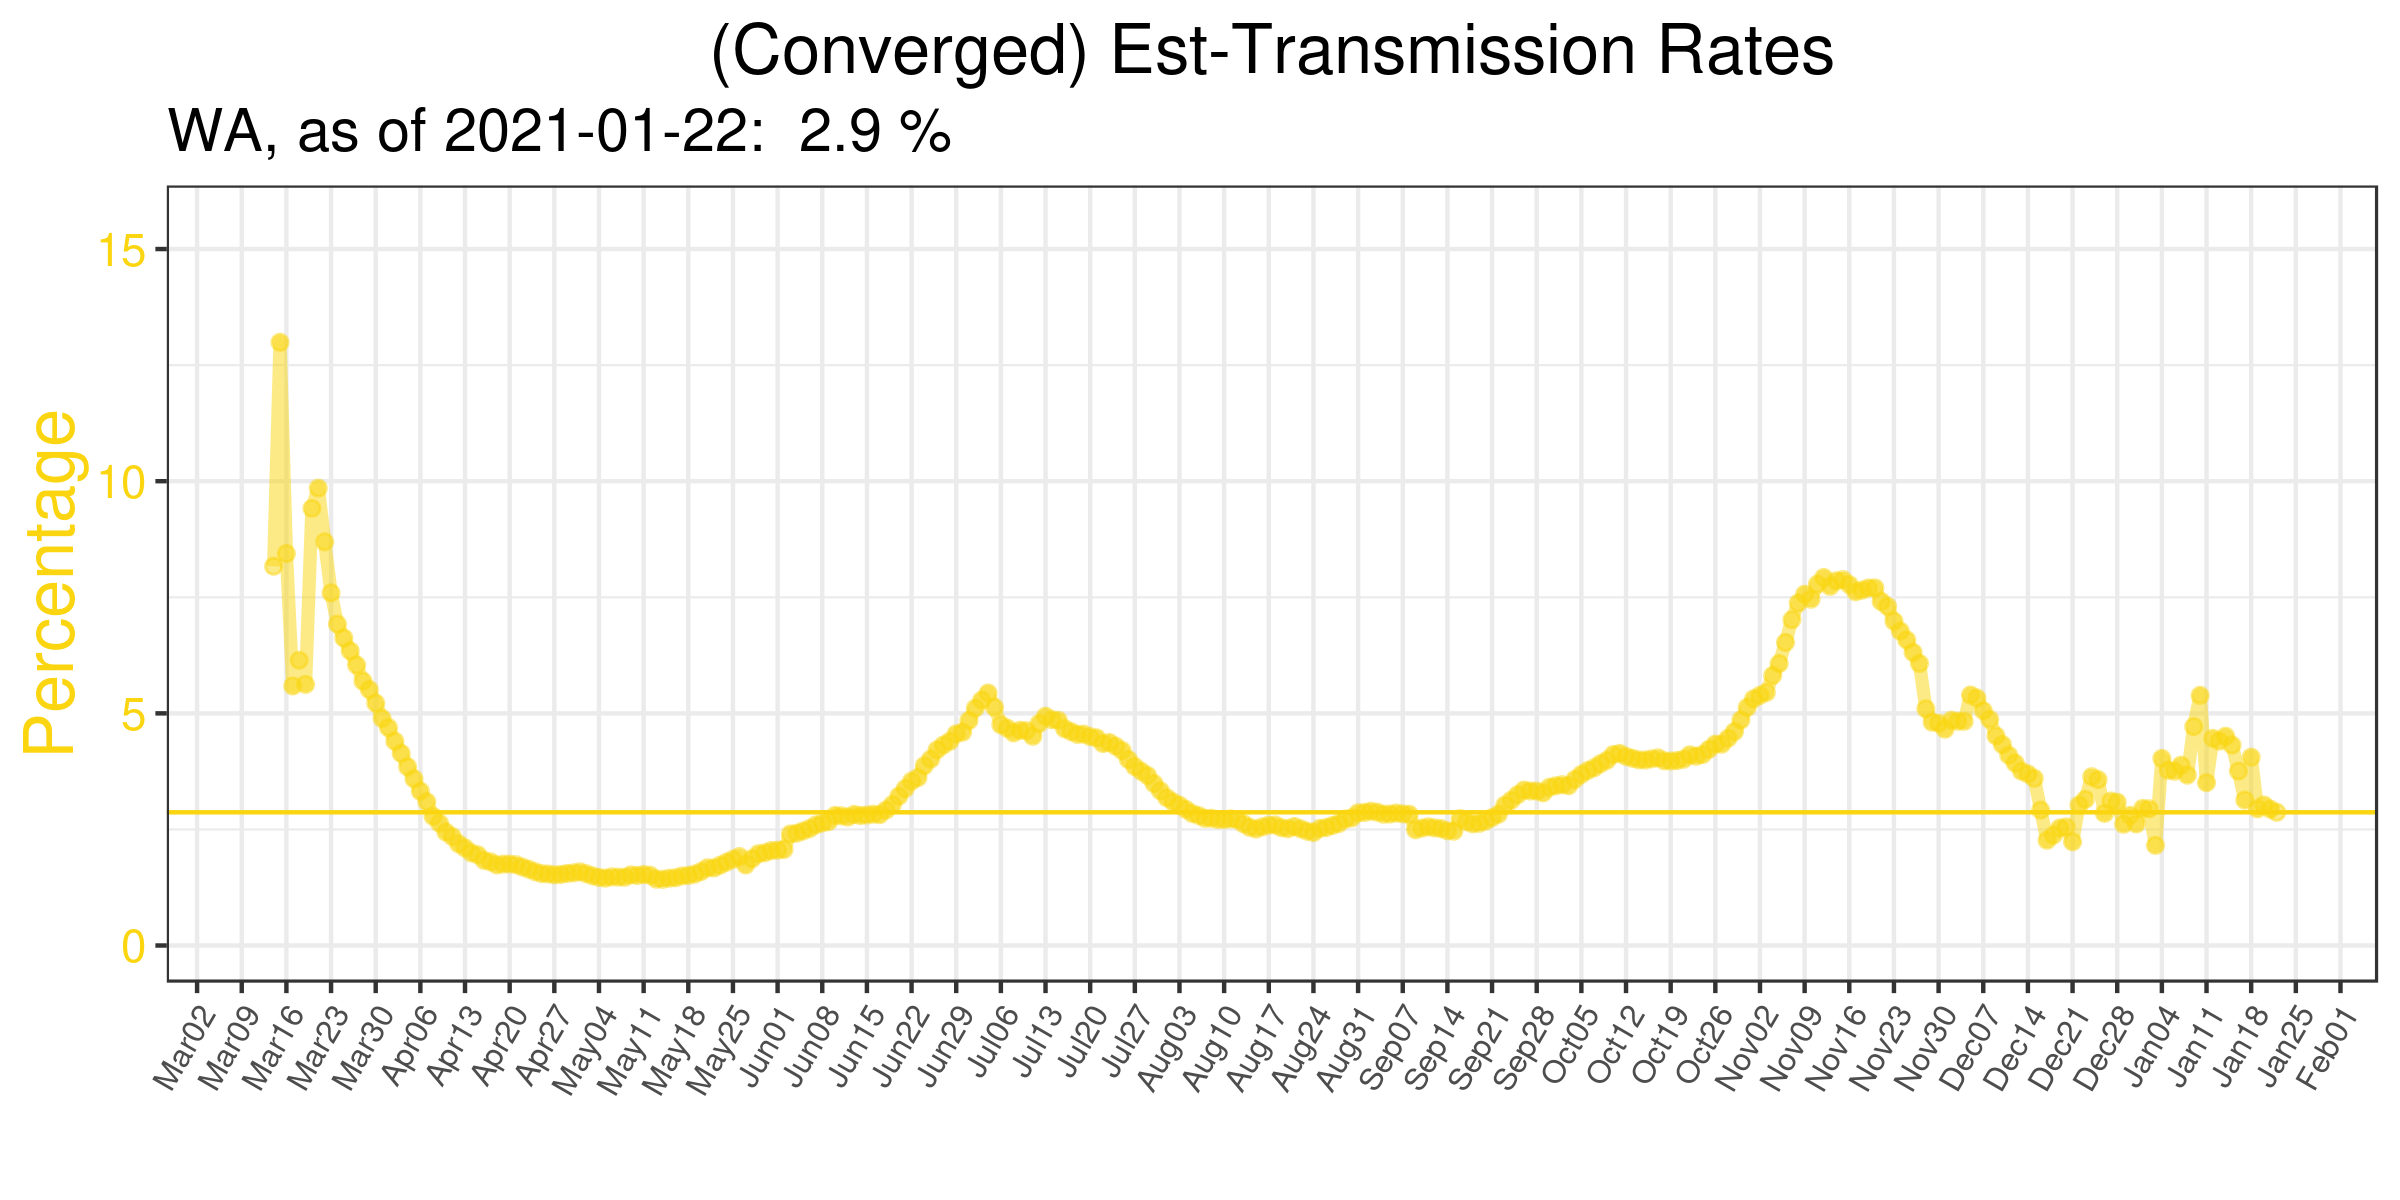 (Converged) Est-Transmission Rates
WA, as of 2021-01-22:  2.9 %
Percentage
15
10
5
0
Mar02
Mar09
Mar16
Mar23
Mar30
Apr06
Apr13
Apr20
Apr27
May04
May11
May18
May25
Jun01
Jun08
Jun15
Jun22
Jun29
Jul06
Jul13
Jul20
Jul27
Aug03
Aug10
Aug17
Aug24
Aug31
Sep07
Sep14
Sep21
Sep28
Oct05
Oct12
Oct19
Oct26
Nov02
Nov09
Nov16
Nov23
Nov30
Dec07
Dec14
Dec21
Dec28
Jan04
Jan11
Jan18
Jan25
Feb01